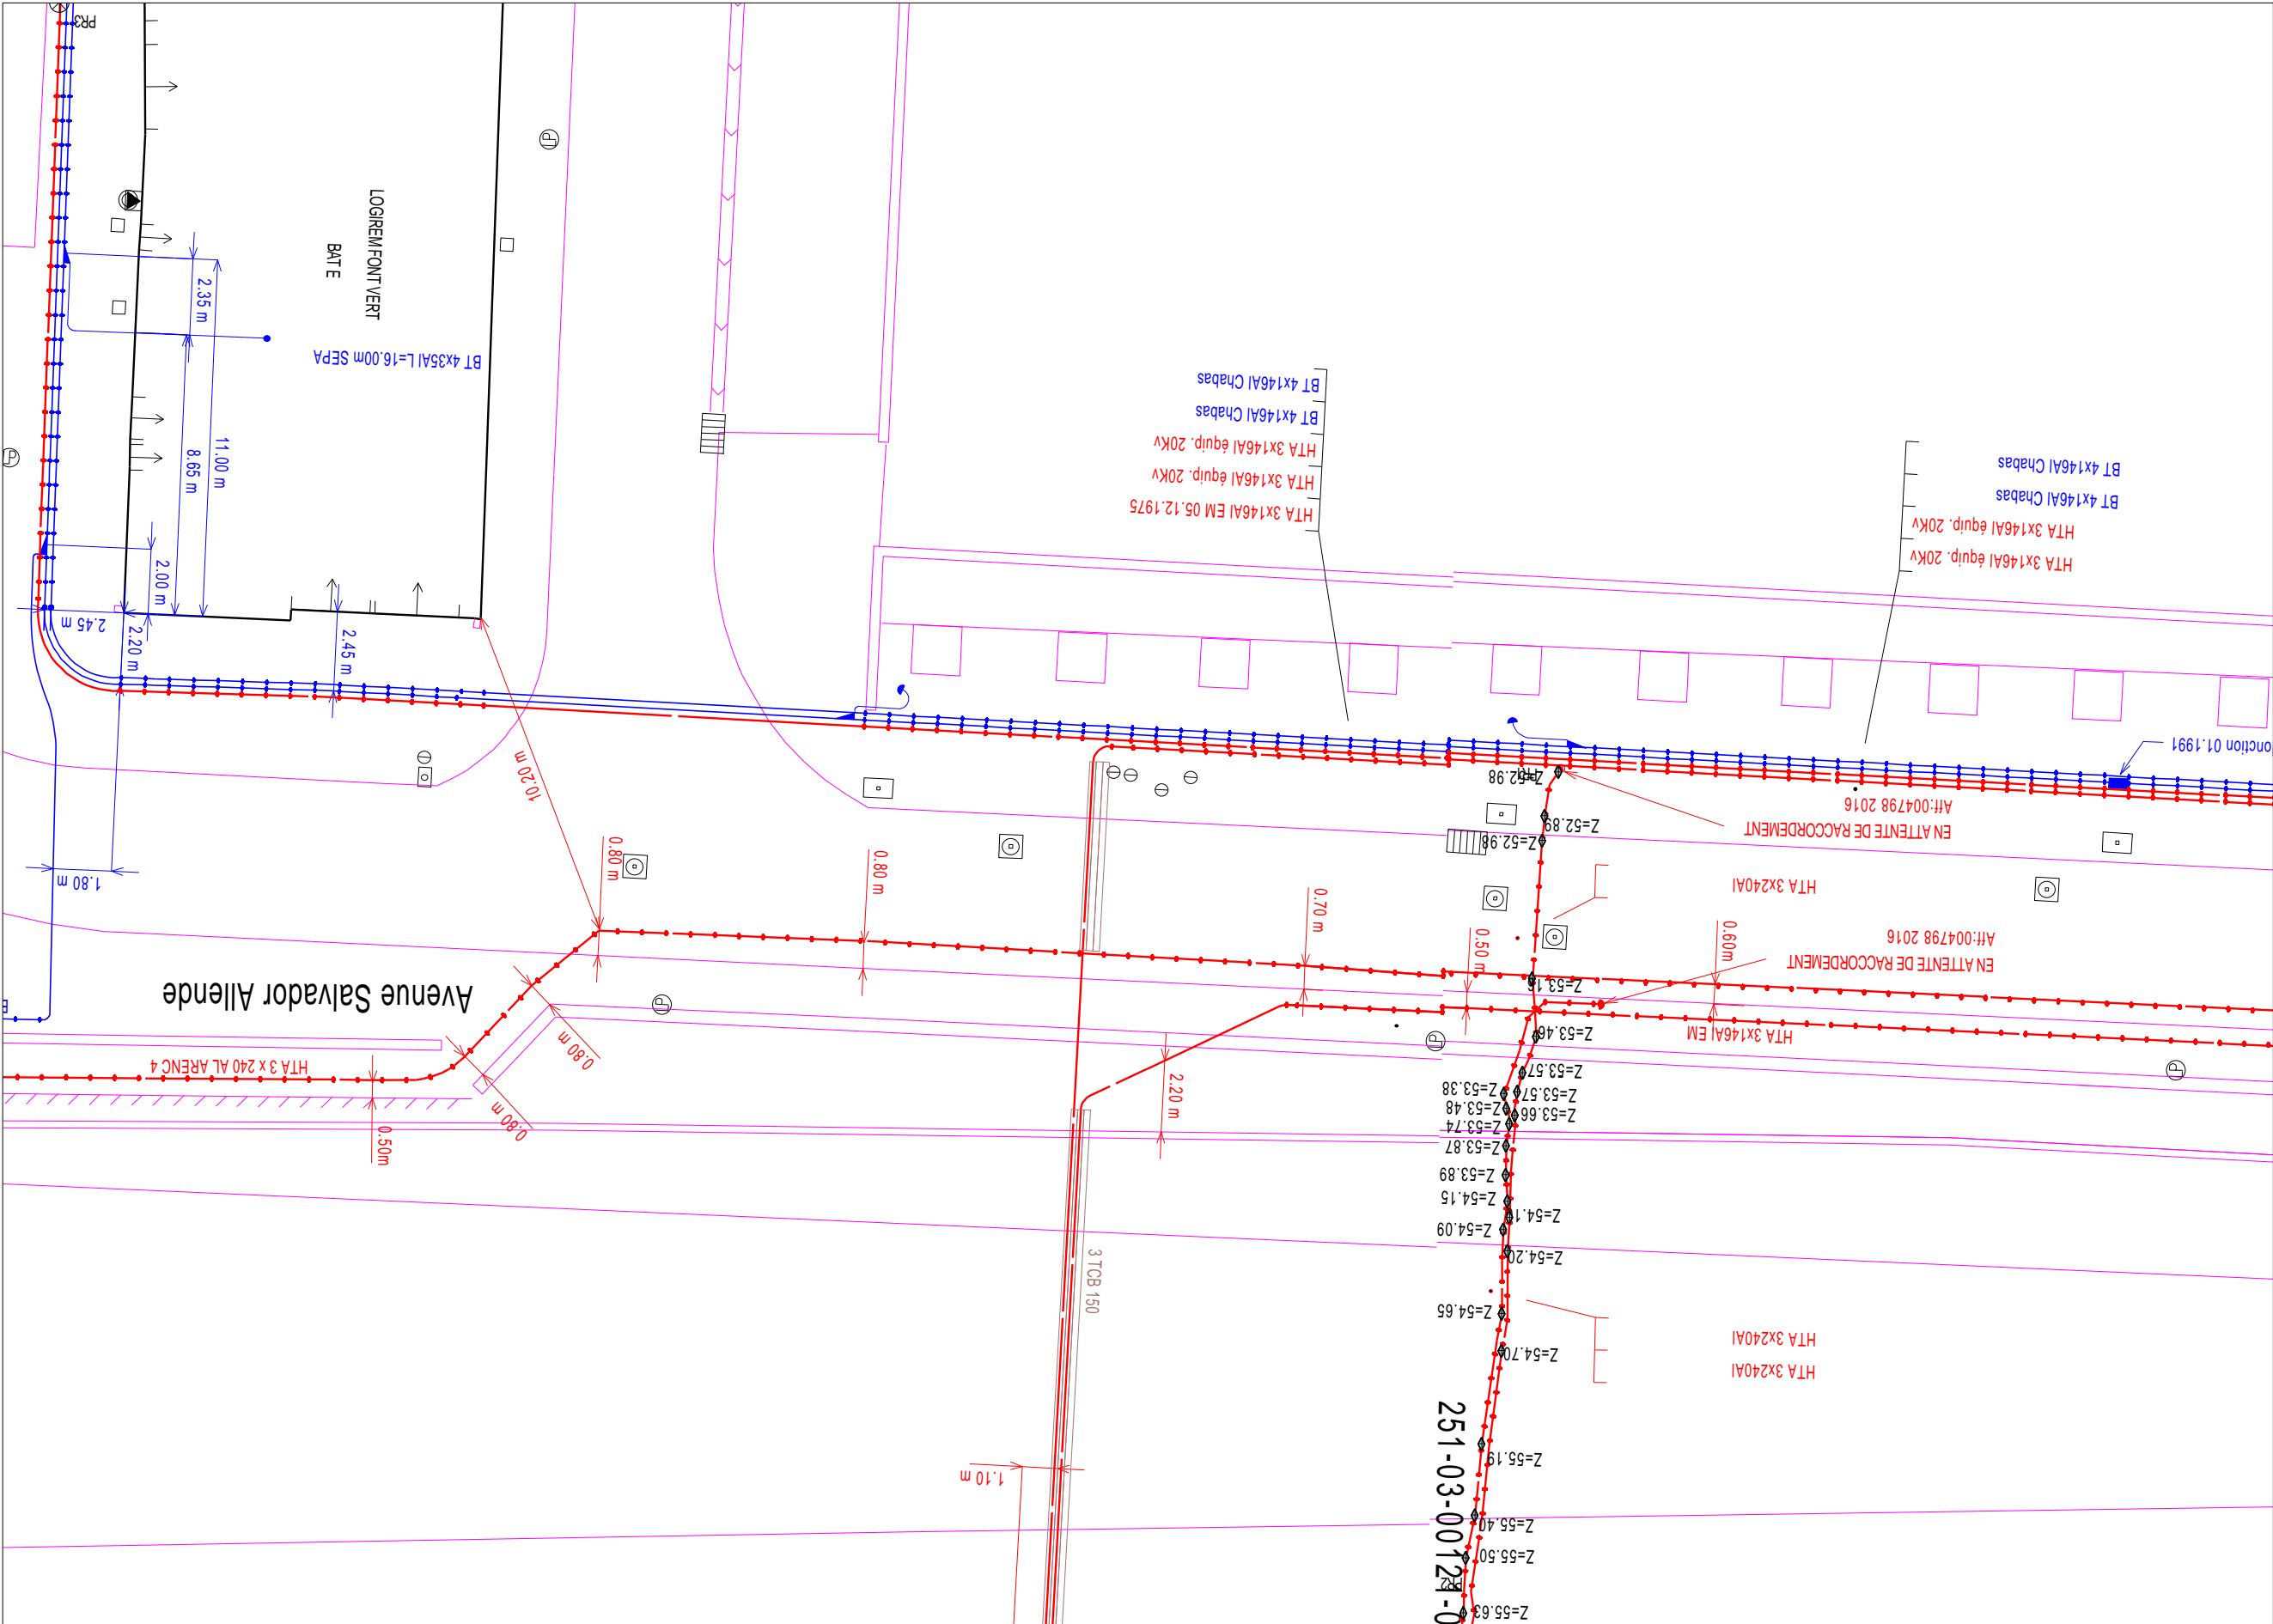 PR3
LOGIREM FONT VERT
BAT E
2.35 m
BT 4x35Al L=16.00m SEPA
11.00 m
8.65 m
2.00 m
2.45 m
2.20 m
2.45 m
10.20 m
1.80 m
BT 4x146Al Chabas
BT 4x146Al Chabas
HTA 3x146Al équip. 20Kv
HTA 3x146Al équip. 20Kv
HTA 3x146Al EM 05.12.1975
BT 4x146Al Chabas
BT 4x146Al Chabas
HTA 3x146Al équip. 20Kv
HTA 3x146Al équip. 20Kv
onction 01.1991
Z=52.98
Aff:004798 2016
EN ATTENTE DE RACCORDEMENT
Z=52.89
Z=52.98
HTA 3x240Al
0.80 m
0.80 m
0.70 m
0.50 m
0.60m
Aff:004798 2016
EN ATTENTE DE RACCORDEMENT
Z=53.16
HTA 3x146Al EM
Z=53.46
Avenue Salvador Allende
HTA 3 x 240 AL ARENC 4
0.80 m
0.80 m
0.50m
2.20 m
Z=53.57
Z=53.38
Z=53.57
Z=53.48
Z=53.66
Z=53.74
Z=53.87
Z=53.89
Z=54.15
Z=54.09
Z=54.20
3 TCB 150
Z=54.65
Z=54.70
HTA 3x240Al
HTA 3x240Al
251-03-00121-0
Z=55.19
1.10 m
Z=55.40
Z=55.50
Z=55.63